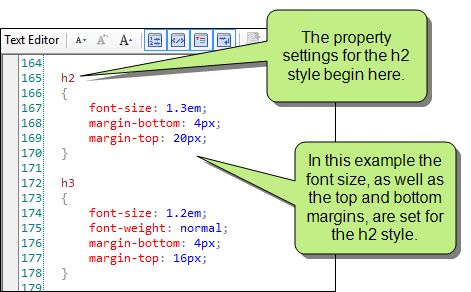 Text Editor A A A
The property
settings for the h2
style begin here.
164
165 h2
166 {
167 font-size: 1.3em;
168 margin-bottom: 4px;
169 margin-top: 20px;
170 }
171
172 h3
173 {
174 font-size: 1.2em;
175 font-weight: normal;
176 margin-bottom: 4px;
177 margin-top: 16px;
178 }
179
In this example the
font size, as well as
the top and bottom
margins, are set for
the h2 style.